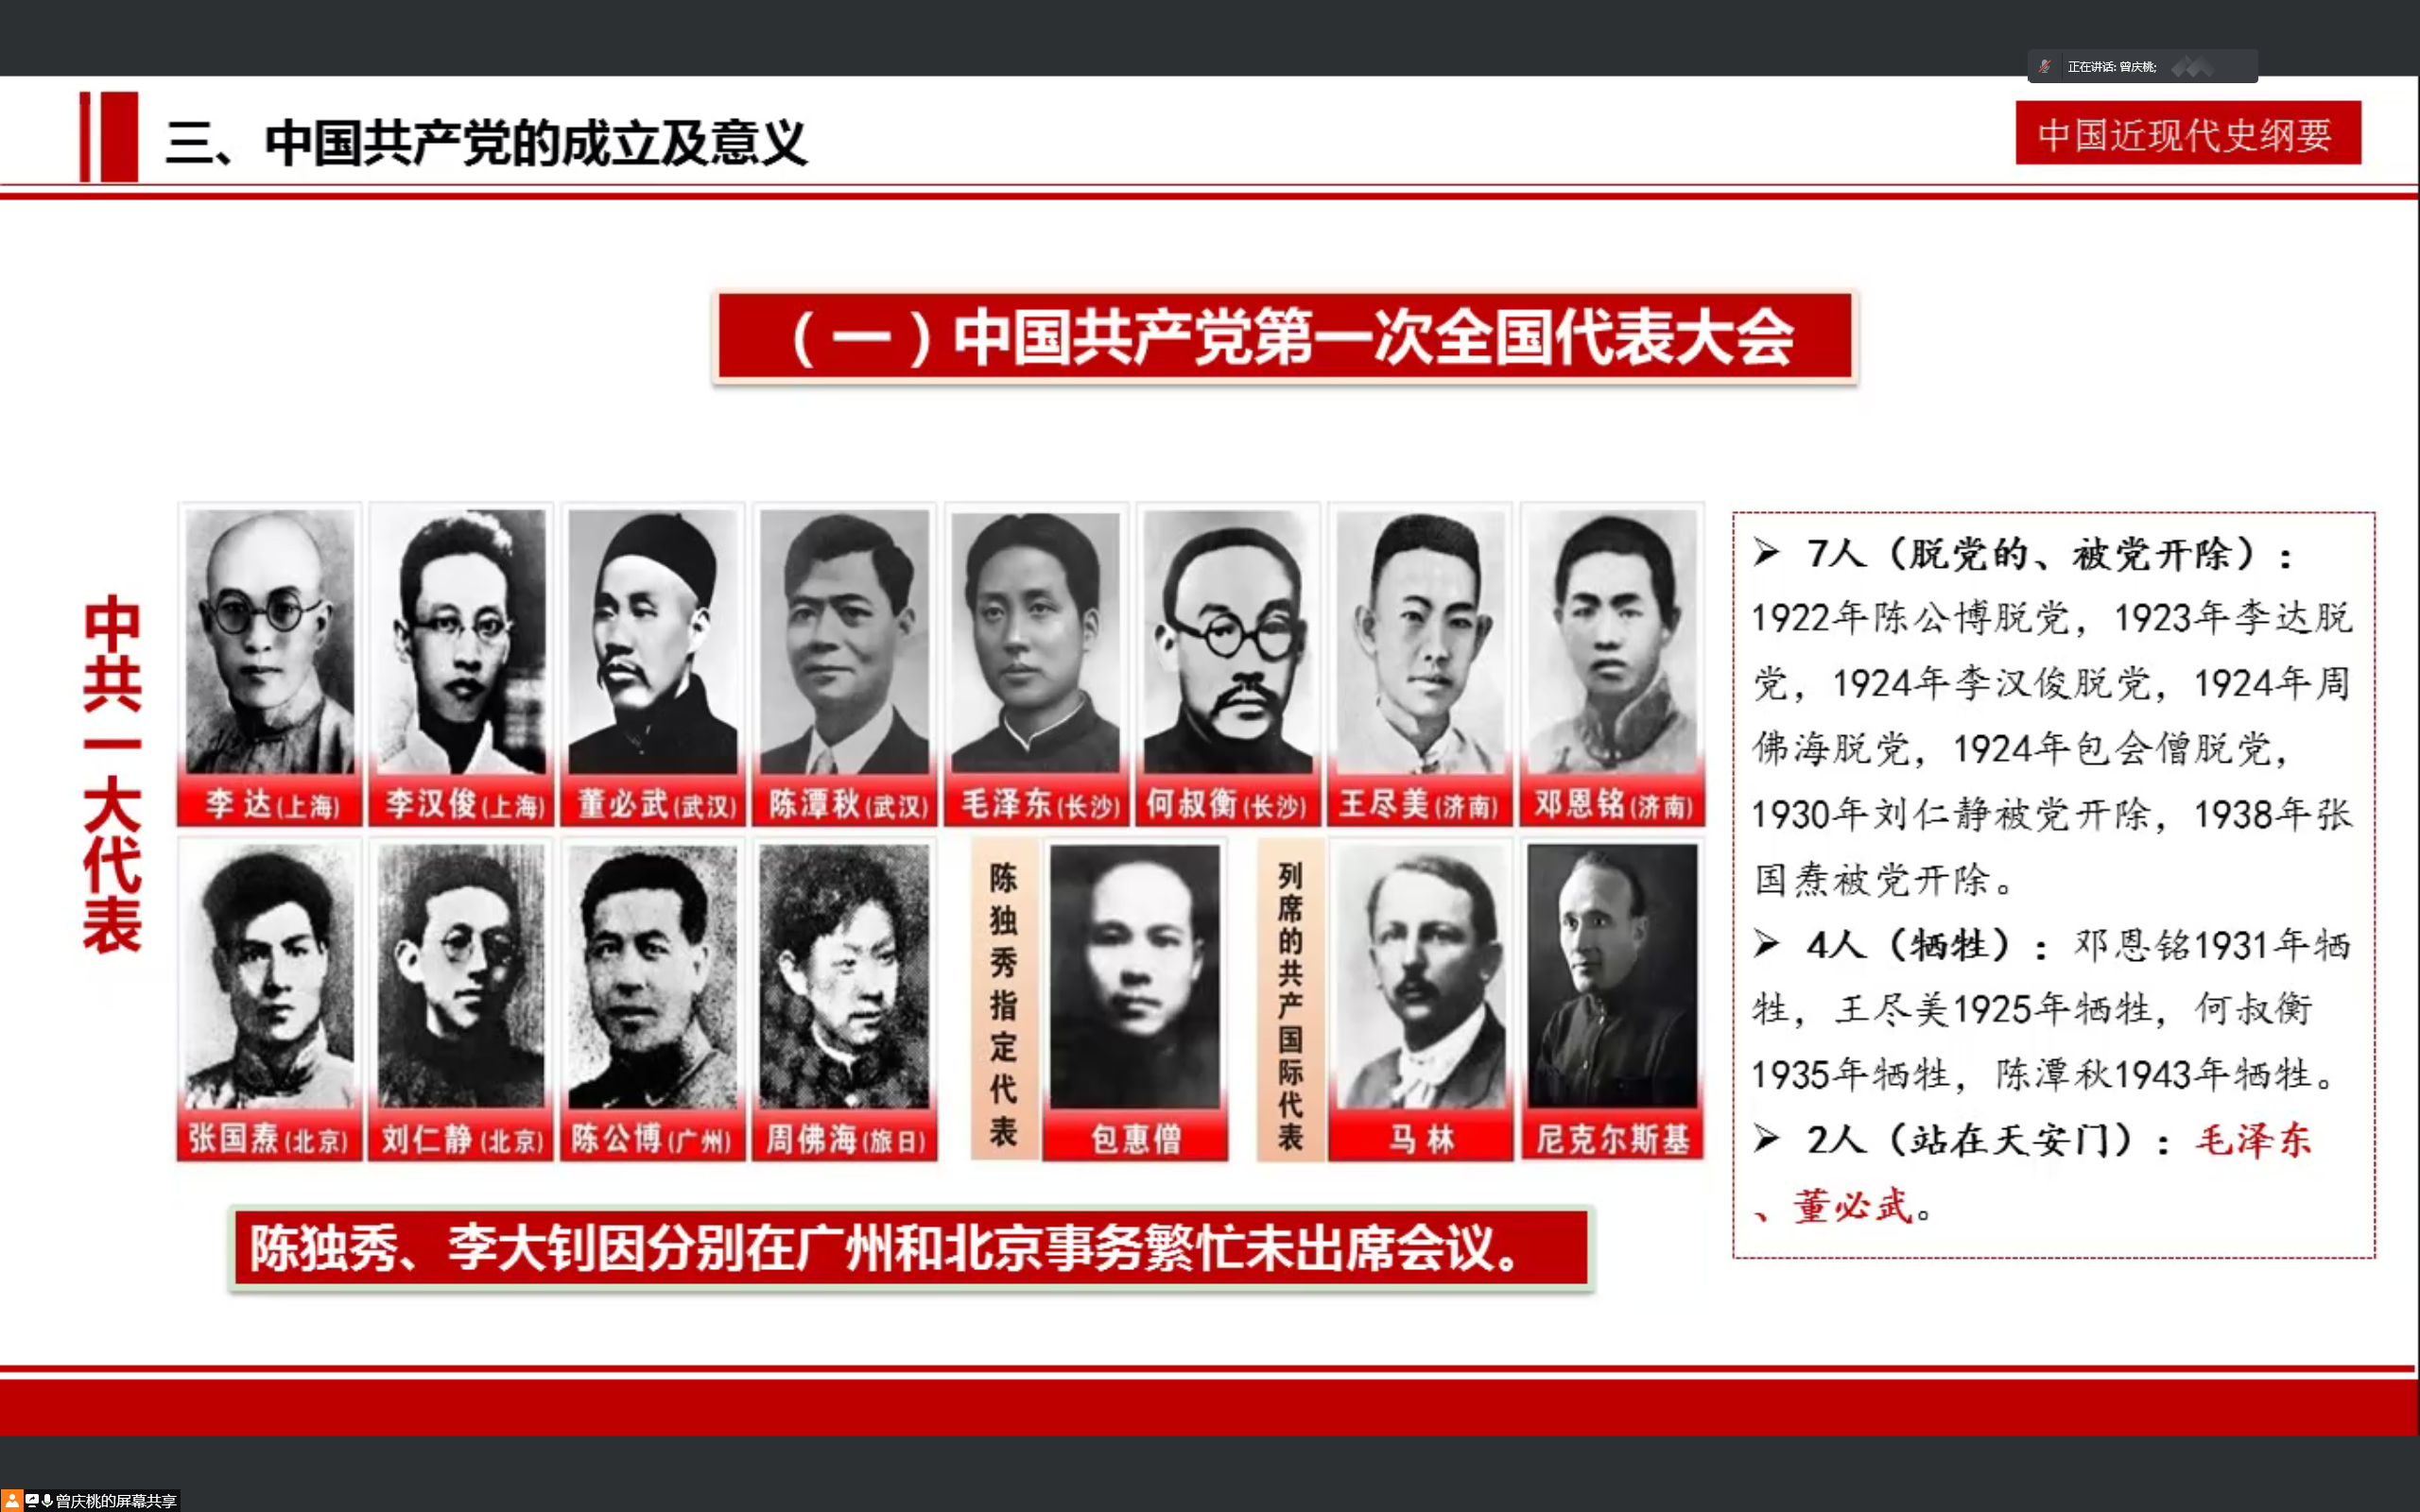 正在讲话: 曾庆桃;
三、中国共产党的成立及意义
中国近现代史纲要
（一）中国共产党第一次全国代表大会
中共一大代表
李达(上海)
李汉俊(上海)
董必武(武汉)
陈潭秋(武汉)
毛泽东(长沙)
何叔衡(长沙)
王尽美(济南)
邓恩铭(济南)
张国焘(北京)
刘仁静(北京)
陈公博(广州)
周佛海(旅日)
陈独秀指定代表
包惠僧
列席的共产国际代表
马林
尼克尔斯基
陈独秀、李大钊因分别在广州和北京事务繁忙未出席会议。
➢ 7人（脱党的、被党开除）：
1922年陈公博脱党，1923年李达脱
党，1924年李汉俊脱党，1924年周
佛海脱党，1924年包会僧脱党，
1930年刘仁静被党开除，1938年张
国焘被党开除。
➢ 4人（牺牲）：邓恩铭1931年牺
牲，王尽美1925年牺牲，何叔衡
1935年牺牲，陈潭秋1943年牺牲。
➢ 2人（站在天安门）：毛泽东
、董必武。
曾庆桃的屏幕共享